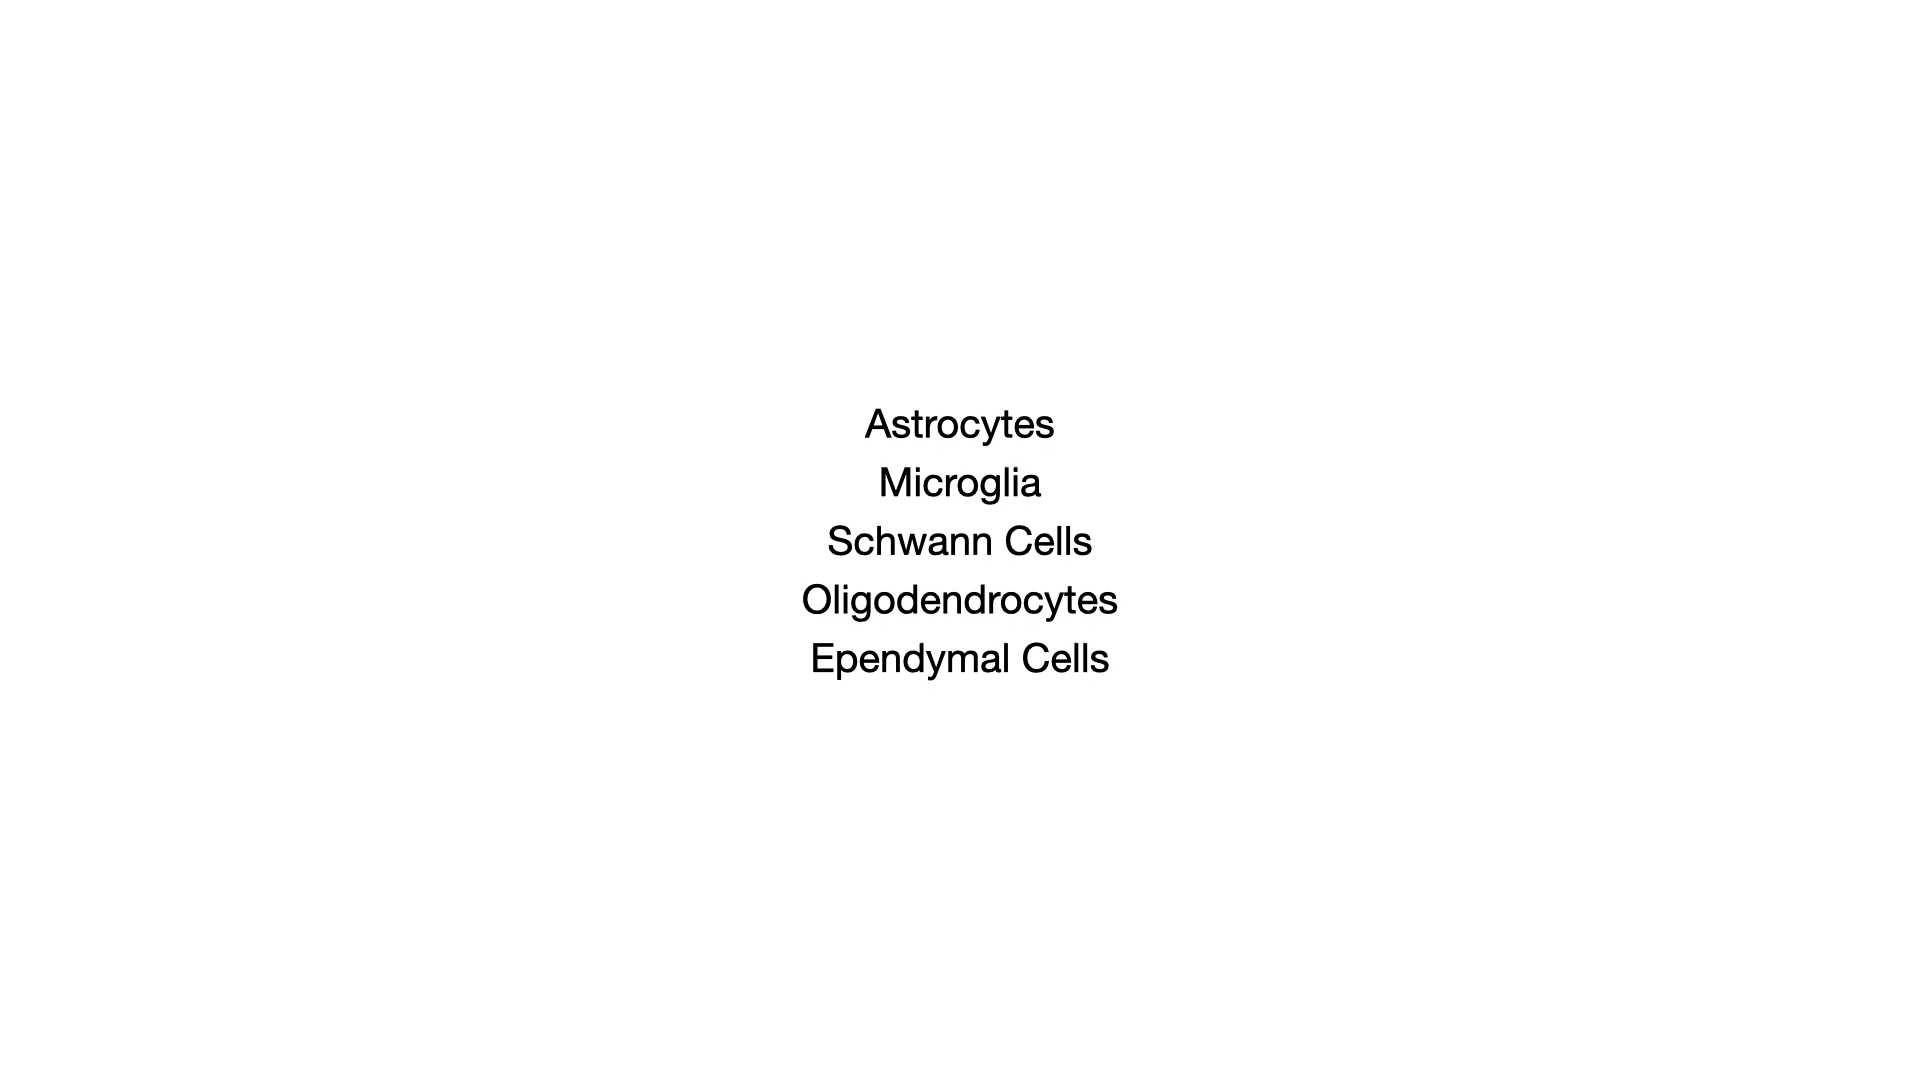 Astrocytes
Microglia
Schwann Cells
Oligodendrocytes
Ependymal Cells